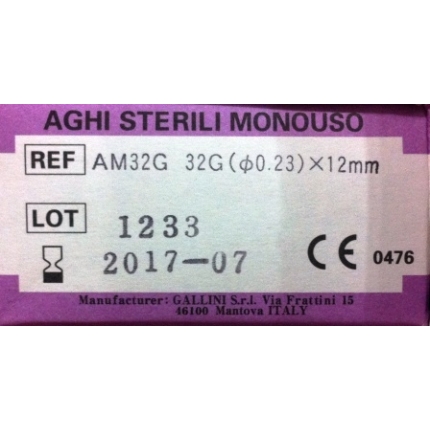 AGHI STERILI MONOUSO
REF AM32G 32G(φ0.23)×12mm
LOT 1233
2017-07
CE 0476
Manufacturer: GALLINI S.r.l. Via Frattini 15
46100 Mantova ITALY